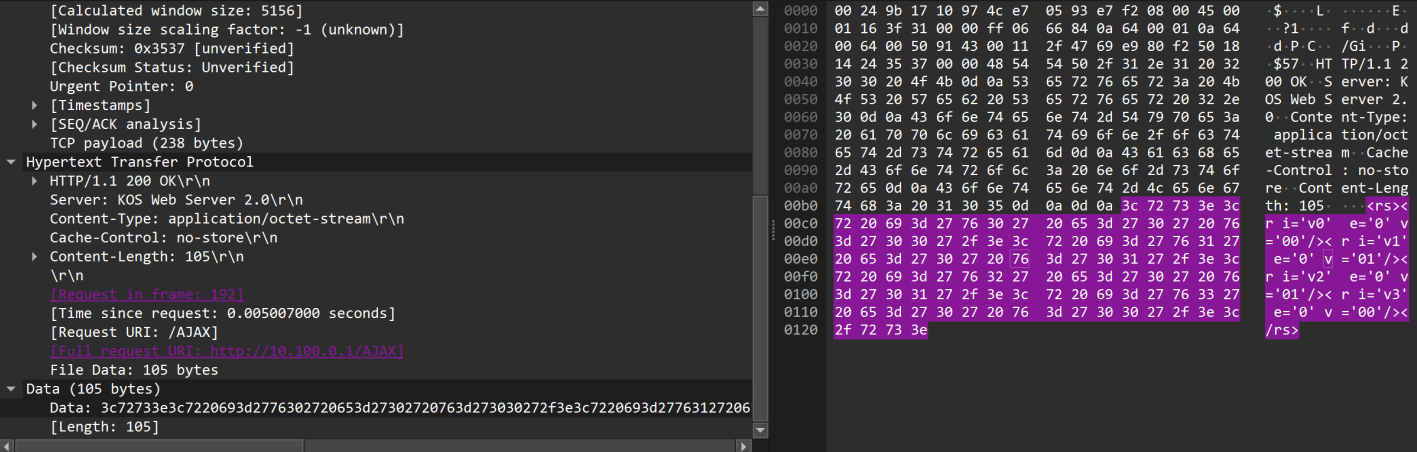 [Calculated window size: 5156]
[Window size scaling factor: -1 (unknown)]
Checksum: 0x3537 [unverified]
[Checksum Status: Unverified]
Urgent Pointer: 0
[Timestamps]
[SEQ/ACK analysis]
TCP payload (238 bytes)
Hypertext Transfer Protocol
HTTP/1.1 200 OK\r\n
Server: KOS Web Server 2.0\r\n
Content-Type: application/octet-stream\r\n
Cache-Control: no-store\r\n
Content-Length: 105\r\n
\r\n
[Request in frame: 192]
[Time since request: 0.005007000 seconds]
[Request URI: /AJAX]
[Full request URI: http://10.100.0.1/AJAX]
File Data: 105 bytes
Data (105 bytes)
Data: 3c72733e3c7220693d2776302720653d27302720763d273030272f3e3c7220693d27763127206
[Length: 105]
0000 00 24 9b 17 10 97 4c e7 05 93 e7 f2 08 00 45 00 ·$····L· ······E·
0010 01 16 3f 31 00 00 ff 06 66 84 0a 64 00 01 0a 64 ··?1···· f··d···d
0020 00 64 00 50 91 43 00 11 2f 47 69 e9 80 f2 50 18 ·d·P·C·· /Gi···P·
0030 14 24 35 37 00 00 48 54 54 50 2f 31 2e 31 20 32 ·$57··HT TP/1.1 2
0040 30 30 20 4f 4b 0d 0a 53 65 72 76 65 72 3a 20 4b 00 OK··S erver: K
0050 4f 53 20 57 65 62 20 53 65 72 76 65 72 20 32 2e OS Web S erver 2.
0060 30 0d 0a 43 6f 6e 74 65 6e 74 2d 54 79 70 65 3a 0··Conte nt-Type:
0070 20 61 70 70 6c 69 63 61 74 69 6f 6e 2f 6f 63 74 applica tion/oct
0080 65 74 2d 73 74 72 65 61 6d 0d 0a 43 61 63 68 65 et-strea m··Cache
0090 2d 43 6f 6e 74 72 6f 6c 3a 20 6e 6f 2d 73 74 6f -Control : no-sto
00a0 72 65 0d 0a 43 6f 6e 74 65 6e 74 2d 4c 65 6e 67 re··Cont ent-Leng
00b0 74 68 3a 20 31 30 35 0d 0a 0d 0a 3c 72 73 3e 3c th: 105· ···<rs><
00c0 72 20 69 3d 27 76 30 27 20 65 3d 27 30 27 20 76 r i='v0' e='0' v
00d0 3d 27 30 30 27 2f 3e 3c 72 20 69 3d 27 76 31 27 ='00'/>< r i='v1'
00e0 20 65 3d 27 30 27 20 76 3d 27 30 31 27 2f 3e 3c e='0' v ='01'/><
00f0 72 20 69 3d 27 76 32 27 20 65 3d 27 30 27 20 76 r i='v2' e='0' v
0100 3d 27 30 31 27 2f 3e 3c 72 20 69 3d 27 76 33 27 ='01'/>< r i='v3'
0110 20 65 3d 27 30 27 20 76 3d 27 30 30 27 2f 3e 3c e='0' v ='00'/><
0120 2f 72 73 3e /rs>